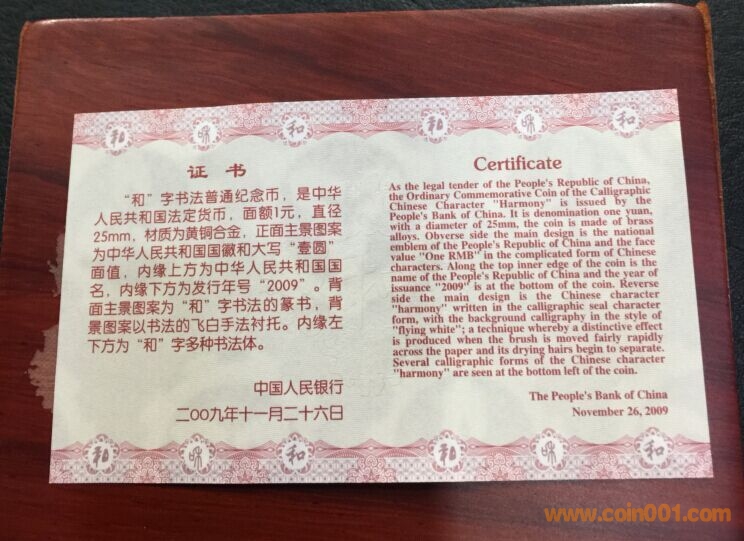 和
和
和
和
和
和
证书
“和”字书法普通纪念币，是中华
人民共和国法定货币，面额1元，直径
25mm，材质为黄铜合金，正面主景图案
为中华人民共和国国徽和大写“壹圆”
面值，内缘上方为中华人民共和国国
名，内缘下方为发行年号“2009”。背
面主景图案为“和”字书法的篆书，背
景图案以书法的飞白手法衬托。内缘左
下方为“和”字多种书法体。
中国人民银行
二〇〇九年十一月二十六日
Certificate
As the legal tender of the People's Republic of China,
the Ordinary Commorative Coin of the Calligraphic
Chinese Character "Harmony" is issued by the
People's Bank of China. It is denomination one yuan,
with a diameter of 25mm, the coin is made of brass
alloys. Obverse side the main design is the national
emblem of the People's Republic of China and the face
value "One RMB" in the complicated form of Chinese
characters. Along the top inner edge of the coin is the
name of the People's Republic of China and the year of
issuance "2009" is at the bottom of the coin. Reverse
side the main design is the Chinese character
"harmony" written in the calligraphic seal character
form, with the background calligraphy in the style of
"flying white"; a technique whereby a distinctive effect
is produced when the brush is moved fairly rapidly
across the paper and its drying hairs begin to separate.
Several calligraphic forms of the Chinese character
"harmony" are seen at the bottom left of the coin.
The People's Bank of China
November 26, 2009
和
和
和
和
和
和
www.coin001.com